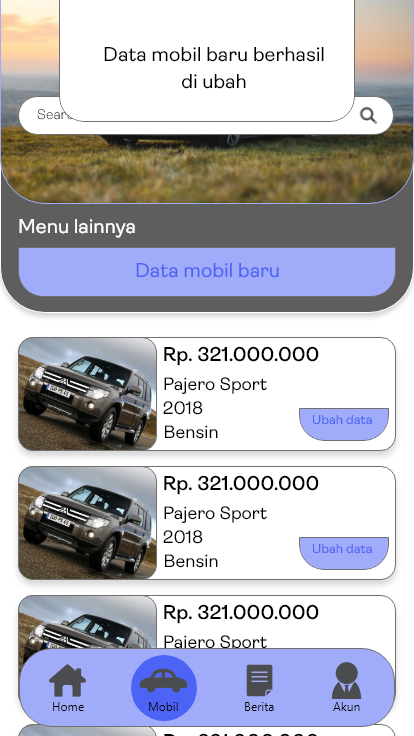 Data mobil baru berhasil
di ubah
Sear
Menu lainnya
Data mobil baru
Rp. 321.000.000
Pajero Sport
2018
Bensin
Ubah data
Rp. 321.000.000
Pajero Sport
2018
Bensin
Ubah data
Rp. 321.000.000
Pajero Sport
Home
Mobil
Berita
Akun